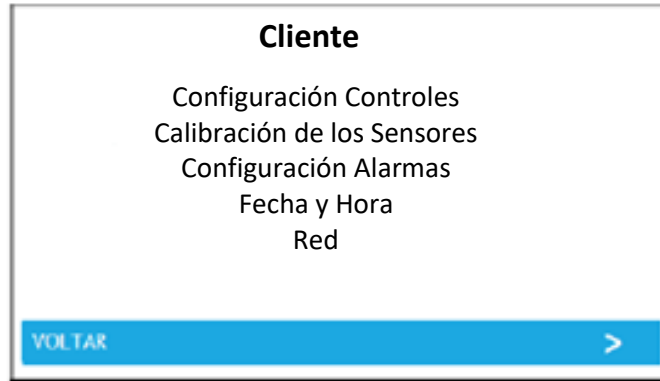 Cliente
Configuración Controles
Calibración de los Sensores
Configuración Alarmas
Fecha y Hora
Red
VOLTAR >